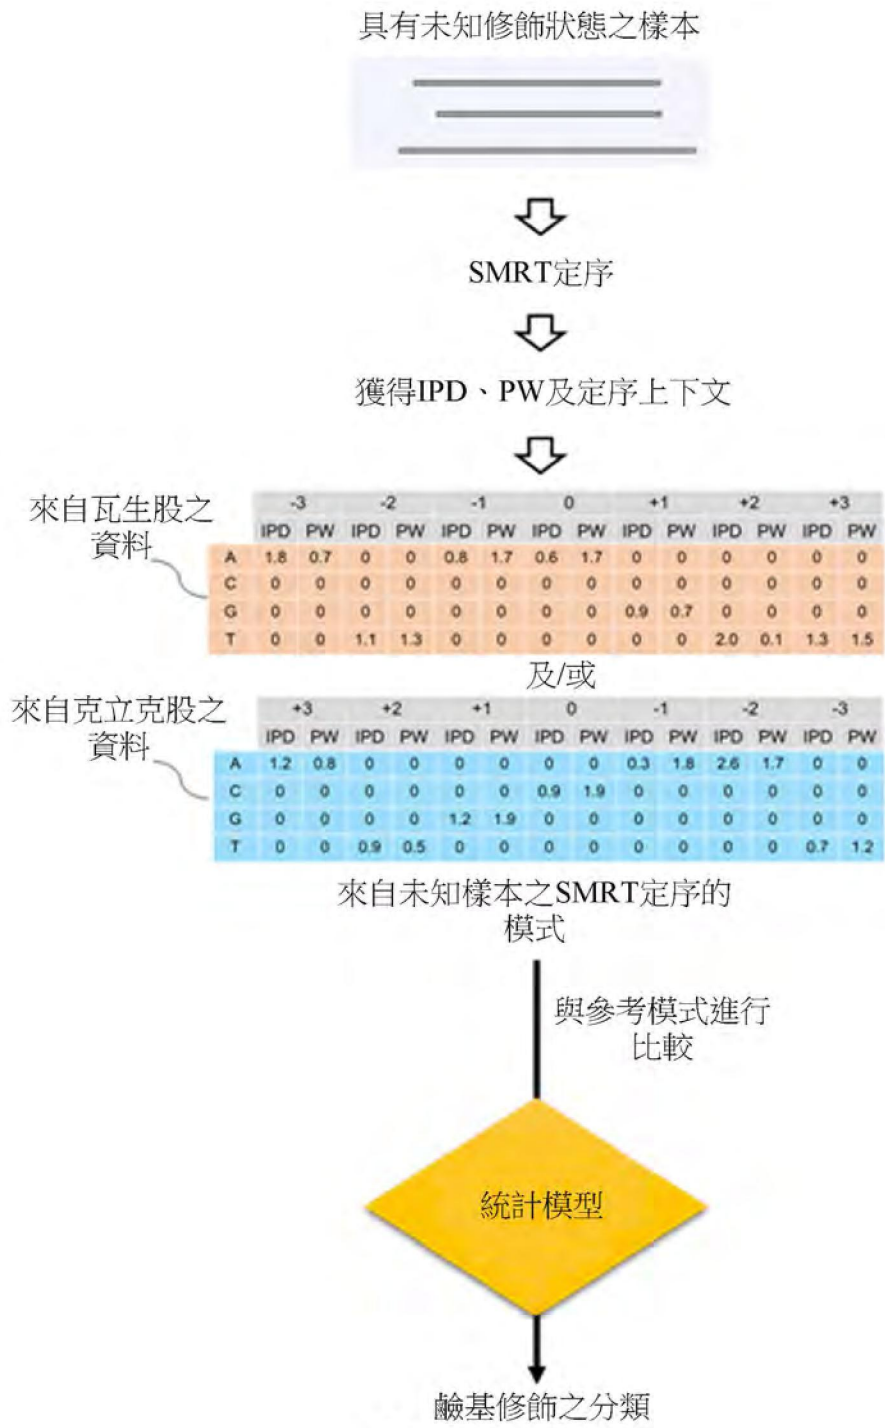 具有未知修飾狀態之樣本
SMRT定序
獲得IPD、PW及定序上下文
來自瓦生股之
資料
-3 -2 -1 0 +1 +2 +3
IPD PW IPD PW IPD PW IPD PW IPD PW IPD PW IPD PW
A 1.8 0.7 0 0 0.8 1.7 0.6 1.7 0 0 0 0 0 0
C 0 0 0 0 0 0 0 0 0 0 0 0 0 0
G 0 0 0 0 0 0 0 0 0.9 0.7 0 0 0 0
T 0 0 1.1 1.3 0 0 0 0 0 0 2.0 0.1 1.3 1.5
及/或
來自克立克股之
資料
+3 +2 +1 0 -1 -2 -3
IPD PW IPD PW IPD PW IPD PW IPD PW IPD PW IPD PW
A 1.2 0.8 0 0 0 0 0 0 0.3 1.8 2.6 1.7 0 0
C 0 0 0 0 0 0 0.9 1.9 0 0 0 0 0 0
G 0 0 0 0 1.2 1.9 0 0 0 0 0 0 0 0
T 0 0 0.9 0.5 0 0 0 0 0 0 0 0 0.7 1.2
來自未知樣本之SMRT定序的
模式
與參考模式進行
比較
統計模型
鹼基修飾之分類